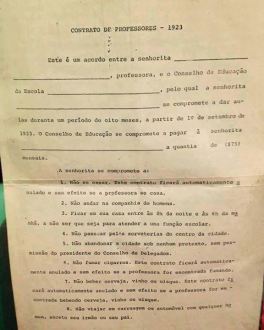 CONTRATO DE PROFESSORES - 1923
Este é um acordo entre a senhorita
, professora, e o Conselho de Educação
da Escola , pelo qual a senhorita
se compromete a dar au-
las durante um período de oito meses, a partir de 1º de setembro de
1923. O Conselho de Educação se compromete a pagar à senhorita
a quantia de ($75)
mensais.
A senhorita se compromete a:
1. Não se casar. Este contrato ficará automaticamente a
nulado e sem efeito se a professora se casa.
2. Não andar na companhia de homens.
3. Ficar em sua casa entre às 8h da noite e às 6h da ma
nhã, a não ser que seja para atender a uma função escolar.
4. Não passear pelas sorveterias do centro da cidade.
5. Não abandonar a cidade sob nenhum pretexto, sem per-
missão do presidente do Conselho de Delegados.
6. Não fumar cigarros. Este contrato ficará automatica-
mente anulado e sem efeito se a professora for encontrada fumando.
7. Não beber cerveja, vinho ou uísque. Este contrato fi
cará automaticamente anulado e sem efeito se a professora for en-
contrada bebendo cerveja, vinho ou uísque.
8. Não viajar em carruagem ou automóvel com qualquer ho
mem, exceto seu irmão ou seu pai.